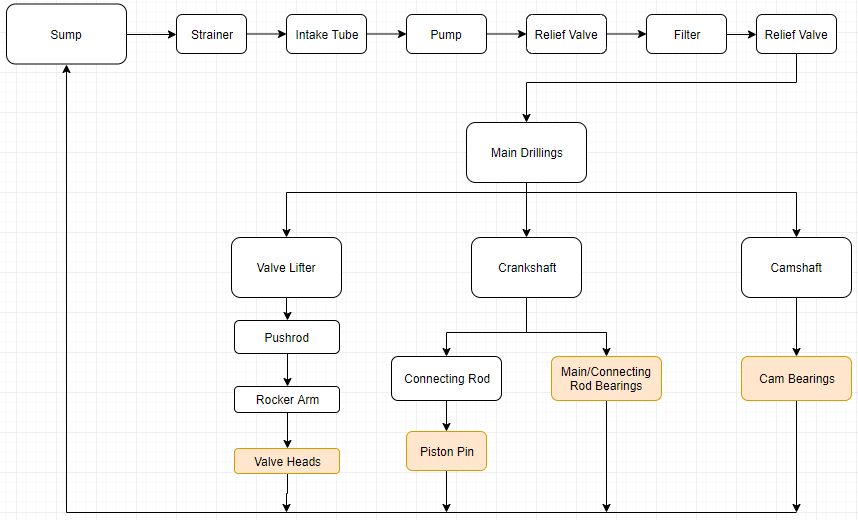 Sump
Strainer
Intake Tube
Pump
Relief Valve
Filter
Relief Valve
Main Drillings
Valve Lifter
Crankshaft
Camshaft
Pushrod
Connecting Rod
Main/Connecting
Rod Bearings
Cam Bearings
Rocker Arm
Piston Pin
Valve Heads